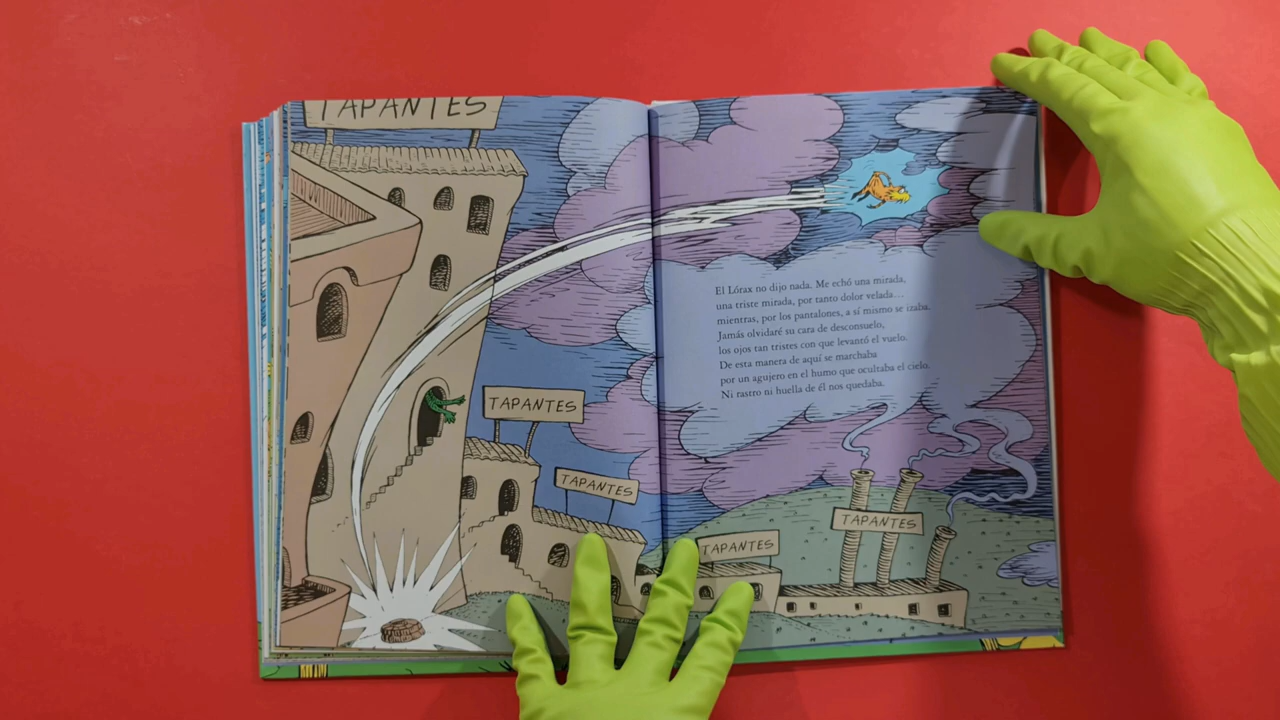 TAPANTES
TAPANTES
TAPANTES
TAPANTES
TAPANTES
El Lórax no dijo nada. Me echó una mirada,
una triste mirada, por tanto dolor velada...
mientras, por los pantalones, a sí mismo se izaba.
Jamás olvidaré su cara de desconsuelo,
los ojos tan tristes con que levantó el vuelo.
De esta manera de aquí se marchaba
por un agujero en el humo que ocultaba el cielo.
Ni rastro ni huella de él nos quedaba.